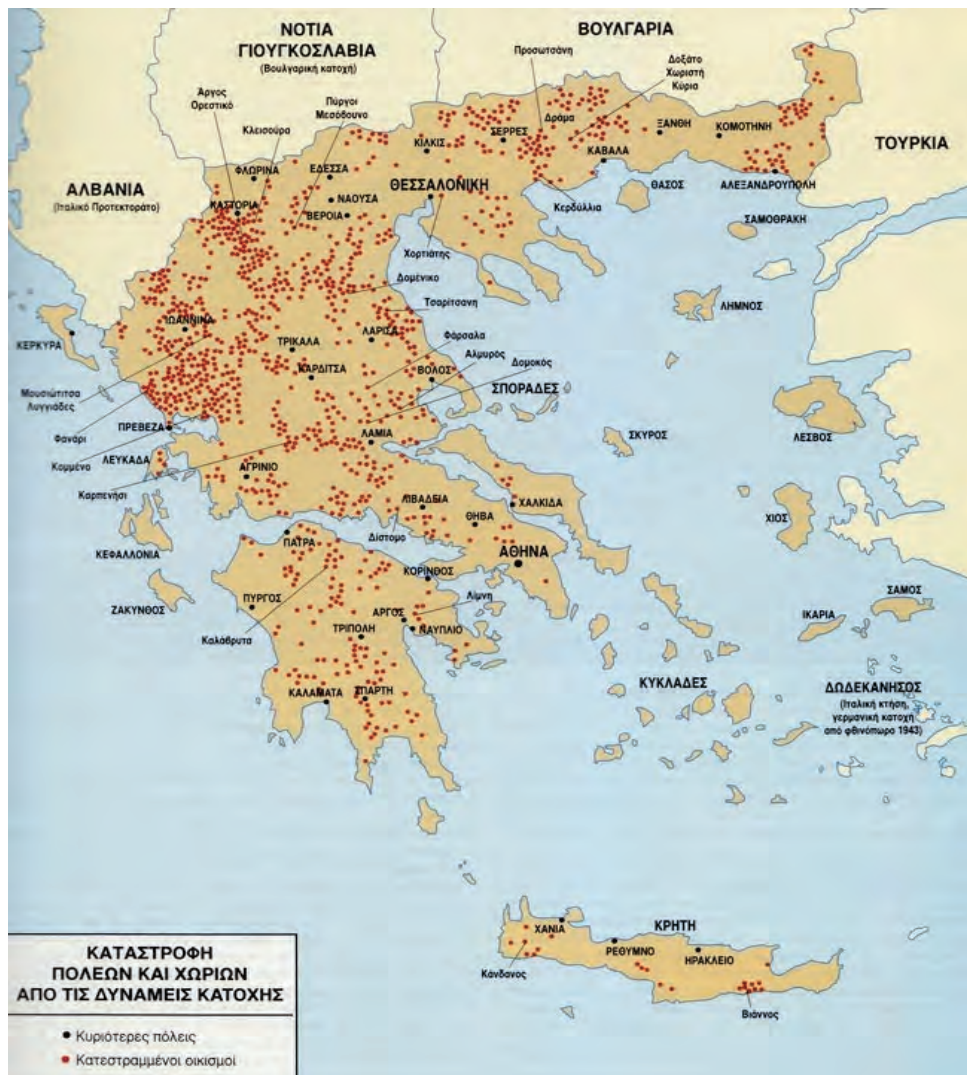 ΝΟΤΙΑ
ΓΙΟΥΓΚΟΣΛΑΒΙΑ
(Βουλγαρική κατοχή)
ΒΟΥΛΓΑΡΙΑ
Προσωτσάνη
Δοξάτο
Χωριστή
Κύρια
Άργος
Ορεστικό
Πύργοι
Μεσόβουνο
Κλεισούρα
Δράμα
ΞΑΝΘΗ
ΚΟΜΟΤΗΝΗ
ΣΕΡΡΕΣ
ΚΙΛΚΙΣ
ΤΟΥΡΚΙΑ
ΚΑΒΑΛΑ
ΦΛΩΡΙΝΑ
ΕΔΕΣΣΑ
ΑΛΒΑΝΙΑ
(Ιταλικό Προτεκτοράτο)
ΘΕΣΣΑΛΟΝΙΚΗ
ΘΑΣΟΣ
ΑΛΕΞΑΝΔΡΟΥΠΟΛΗ
ΚΑΣΤΟΡΙΑ
ΝΑΟΥΣΑ
ΒΕΡΟΙΑ
Κερδύλλια
ΣΑΜΟΘΡΑΚΗ
Χορτιάτης
Δομένικο
Τσαρίτσανη
ΛΗΜΝΟΣ
ΙΩΑΝΝΙΝΑ
ΚΕΡΚΥΡΑ
ΤΡΙΚΑΛΑ
ΛΑΡΙΣΑ
Φάρσαλα
Αλμυρός
Δομοκός
ΚΑΡΔΙΤΣΑ
ΒΟΛΟΣ
ΣΠΟΡΑΔΕΣ
Μουσιώτιτσα
Λυγγιάδες
Φανάρι
ΠΡΕΒΕΖΑ
ΛΑΜΙΑ
ΣΚΥΡΟΣ
ΛΕΣΒΟΣ
Κομμένο
ΛΕΥΚΑΔΑ
ΑΓΡΙΝΙΟ
Καρπενήσι
ΛΙΒΑΔΕΙΑ
ΧΑΛΚΙΔΑ
ΘΗΒΑ
ΧΙΟΣ
Δίστομο
ΠΑΤΡΑ
ΑΘΗΝΑ
ΚΕΦΑΛΛΟΝΙΑ
ΚΟΡΙΝΘΟΣ
ΠΥΡΓΟΣ
ΖΑΚΥΝΘΟΣ
Λίμνη
ΑΡΓΟΣ
ΝΑΥΠΛΙΟ
ΣΑΜΟΣ
ΙΚΑΡΙΑ
Καλάβρυτα
ΤΡΙΠΟΛΗ
ΚΥΚΛΑΔΕΣ
ΔΩΔΕΚΑΝΗΣΟΣ
(Ιταλική κτήση,
γερμανική κατοχή
από φθινόπωρο 1943)
ΚΑΛΑΜΑΤΑ
ΣΠΑΡΤΗ
ΧΑΝΙΑ
ΚΡΗΤΗ
ΡΕΘΥΜΝΟ
ΗΡΑΚΛΕΙΟ
Κάνδανος
Βιάννος
ΚΑΤΑΣΤΡΟΦΗ
ΠΟΛΕΩΝ ΚΑΙ ΧΩΡΙΩΝ
ΑΠΟ ΤΙΣ ΔΥΝΑΜΕΙΣ ΚΑΤΟΧΗΣ
Κυριότερες πόλεις
Κατεστραμμένοι οικισμοί